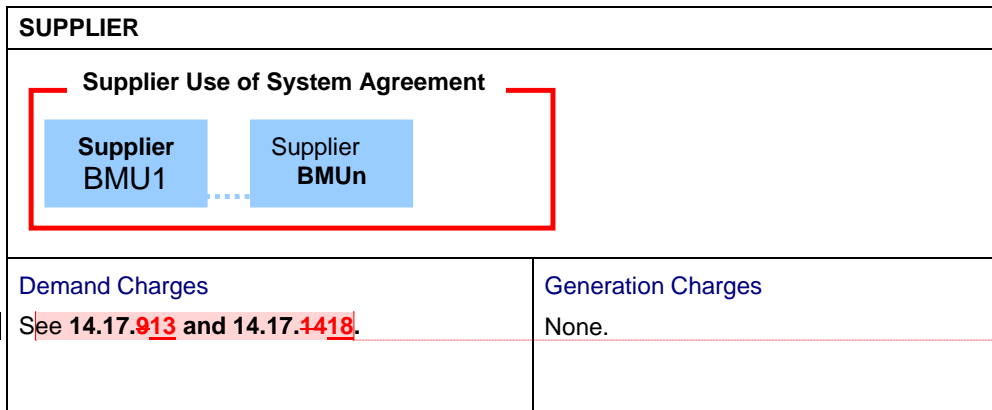 SUPPLIER
Supplier Use of System Agreement
Supplier
BMU1
Supplier
BMUn
Demand Charges
See 14.17.913 and 14.17.1418.
Generation Charges
None.